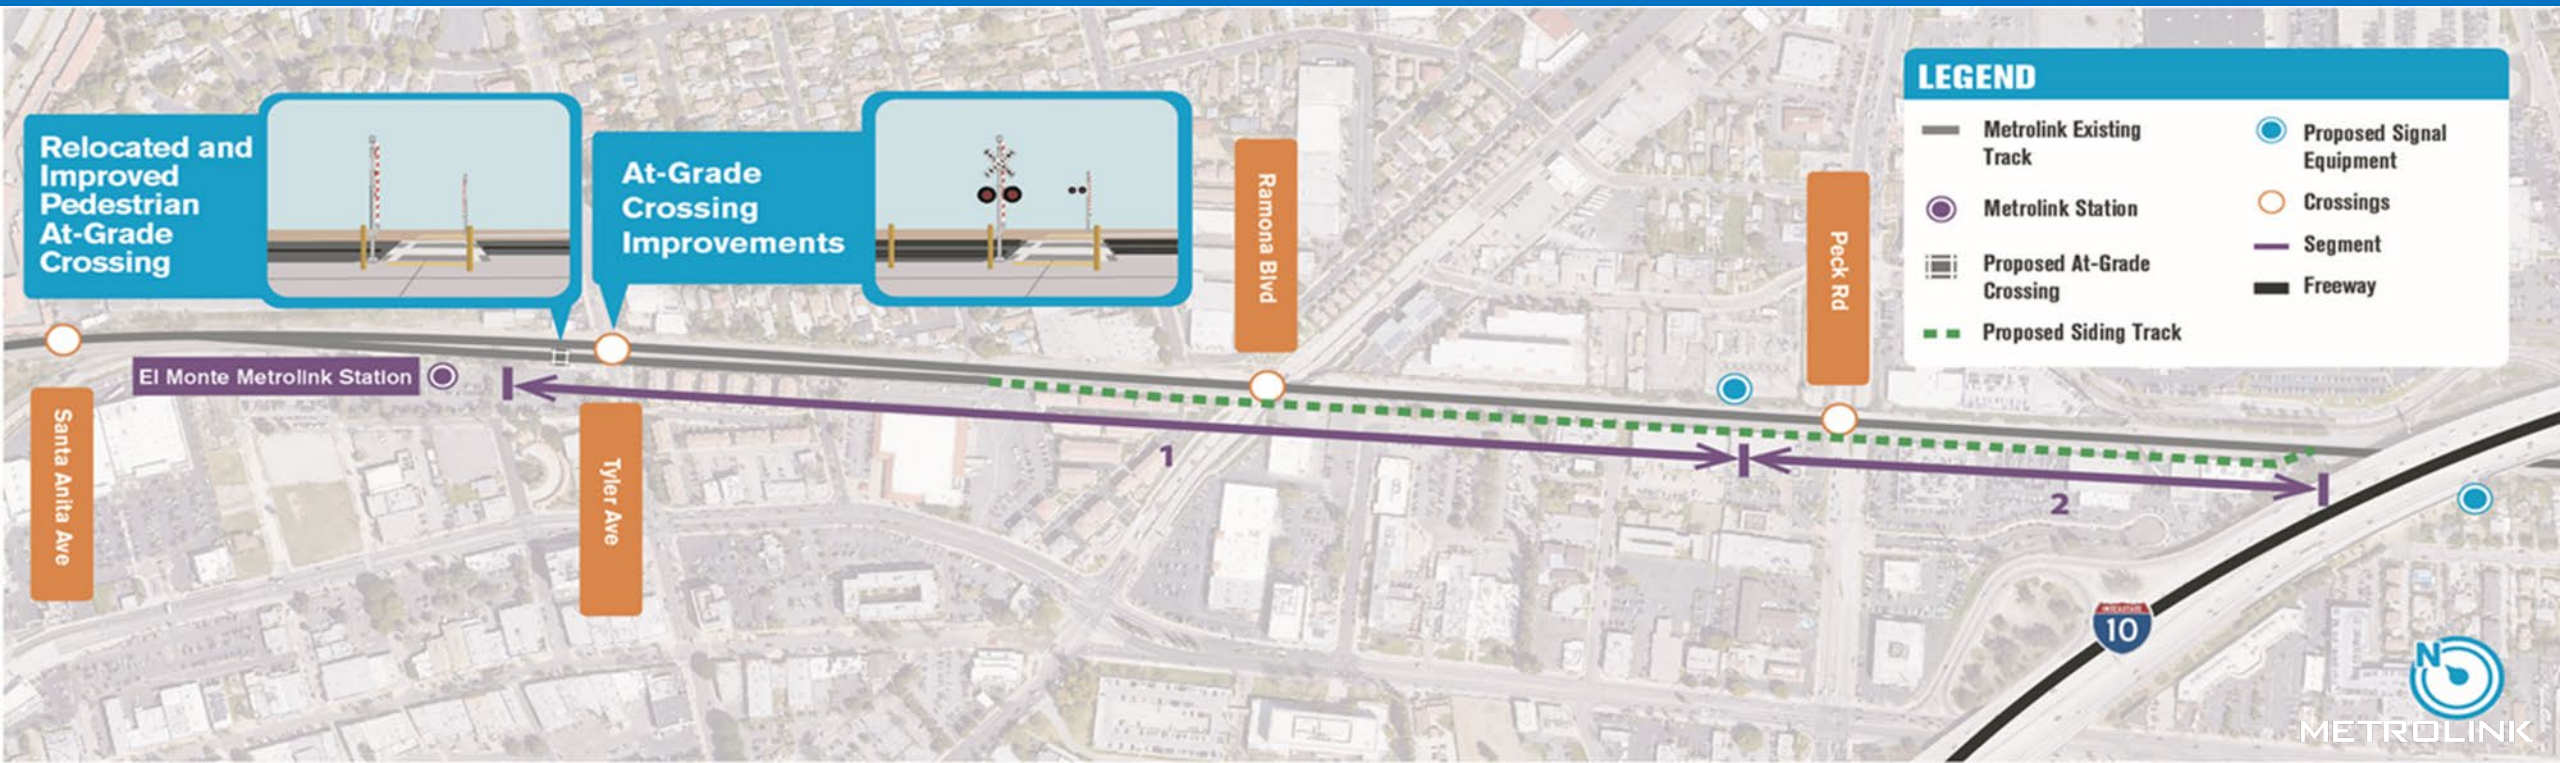 Relocated and
Improved
Pedestrian
At-Grade
Crossing
At-Grade
Crossing
Improvements
Ramona Blvd
Peck Rd
LEGEND
Metrolink Existing
Track
Metrolink Station
Proposed At-Grade
Crossing
Proposed Siding Track
Proposed Signal
Equipment
Crossings
Segment
Freeway
El Monte Metrolink Station
Santa Anita Ave
Tyler Ave
1
2
INTERSTATE
10
N
METROLINK